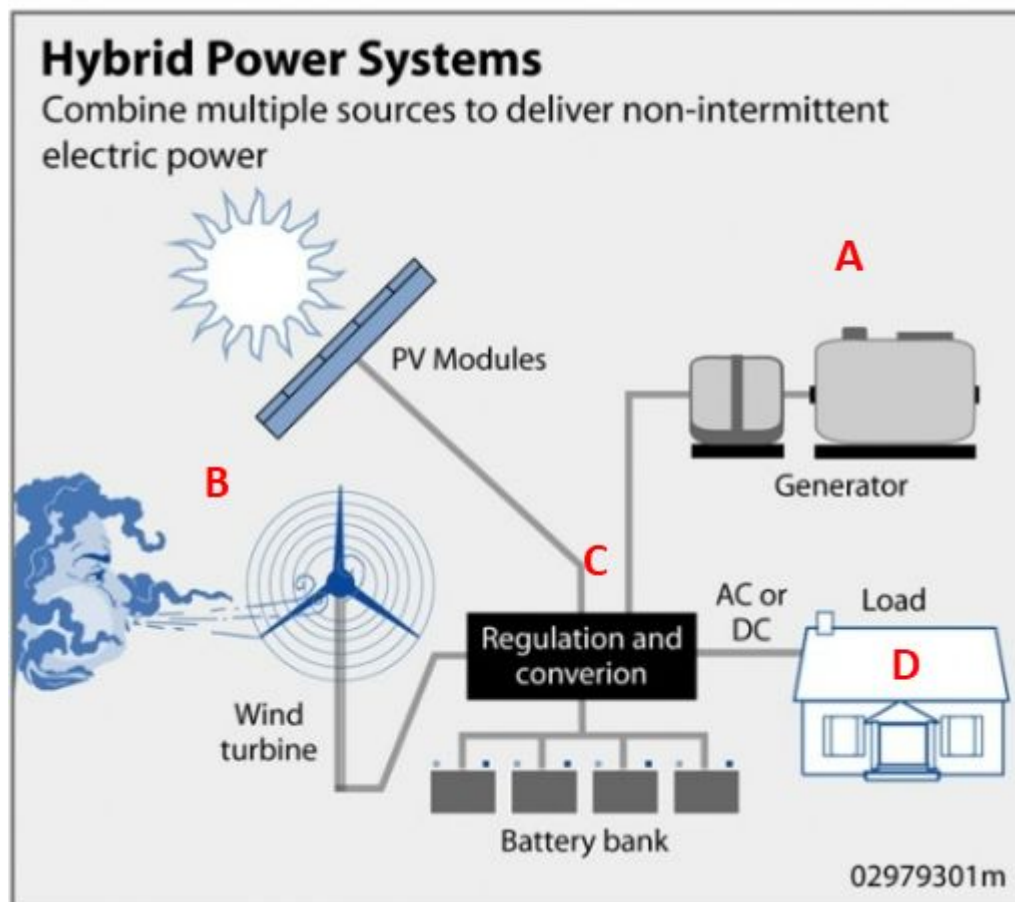 Hybrid Power Systems
Combine multiple sources to deliver non-intermittent
electric power
A
PV Modules
B
Generator
C
AC or
DC
Load
Regulation and
converion
D
Wind
turbine
Battery bank
02979301m